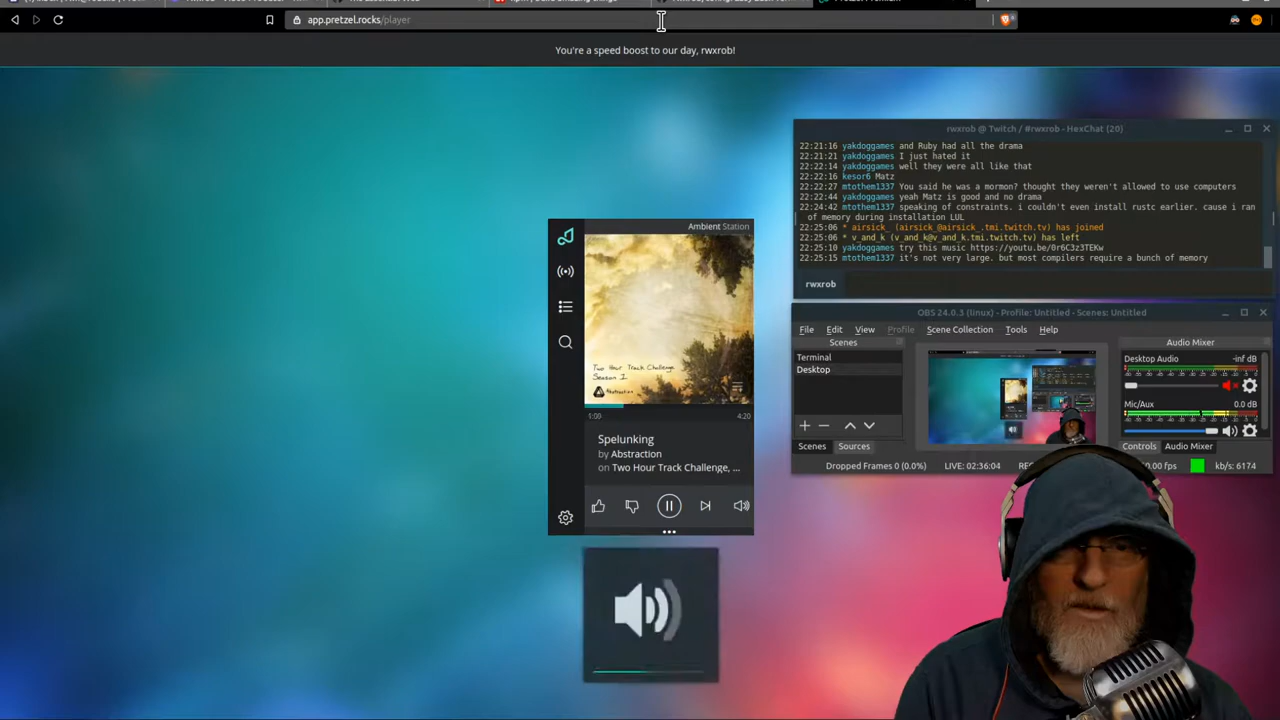 app.pretzel.rocks/player
You're a speed boost to our day, rwxrob!
rwxrob @ Twitch / #rwxrob - HexChat (20)
22:21:16 yakdoggames and Ruby had all the drama
22:21:21 yakdoggames I just hated it
22:22:14 yakdoggames well they were all like that
22:22:16 kesor6 Matz
22:22:27 mtothem1337 You said he was a mormon? thought they weren't allowed to use computers
22:22:44 yakdoggames yeah Matz is good and no drama
22:24:42 mtothem1337 speaking of constraints. i couldn't even install rustc earlier. cause i ran
of memory during installation LUL
22:25:06 * airsick_ (airsick_@airsick_.tmi.twitch.tv) has joined
22:25:06 * v_and_k (v_and_k@v_and_k.tmi.twitch.tv) has left
22:25:10 yakdoggames try this music https://youtu.be/0r6C3z3TEKw
22:25:15 mtothem1337 it's not very large. but most compilers require a bunch of memory
rwxrob
Ambient Station
Two Hour Track Challenge
Season 1
Abstraction
1:00 4:20
Spelunking
by Abstraction
on Two Hour Track Challenge, ...
OBS 24.0.3 (linux) - Profile: Untitled - Scenes: Untitled
File Edit View Profile Scene Collection Tools Help
Scenes
Audio Mixer
Terminal
Desktop
Desktop Audio -inf dB
Mic/Aux 0.0 dB
Scenes Sources
Controls Audio Mixer
Dropped Frames 0 (0.0%) LIVE: 02:36:04 kb/s: 6174